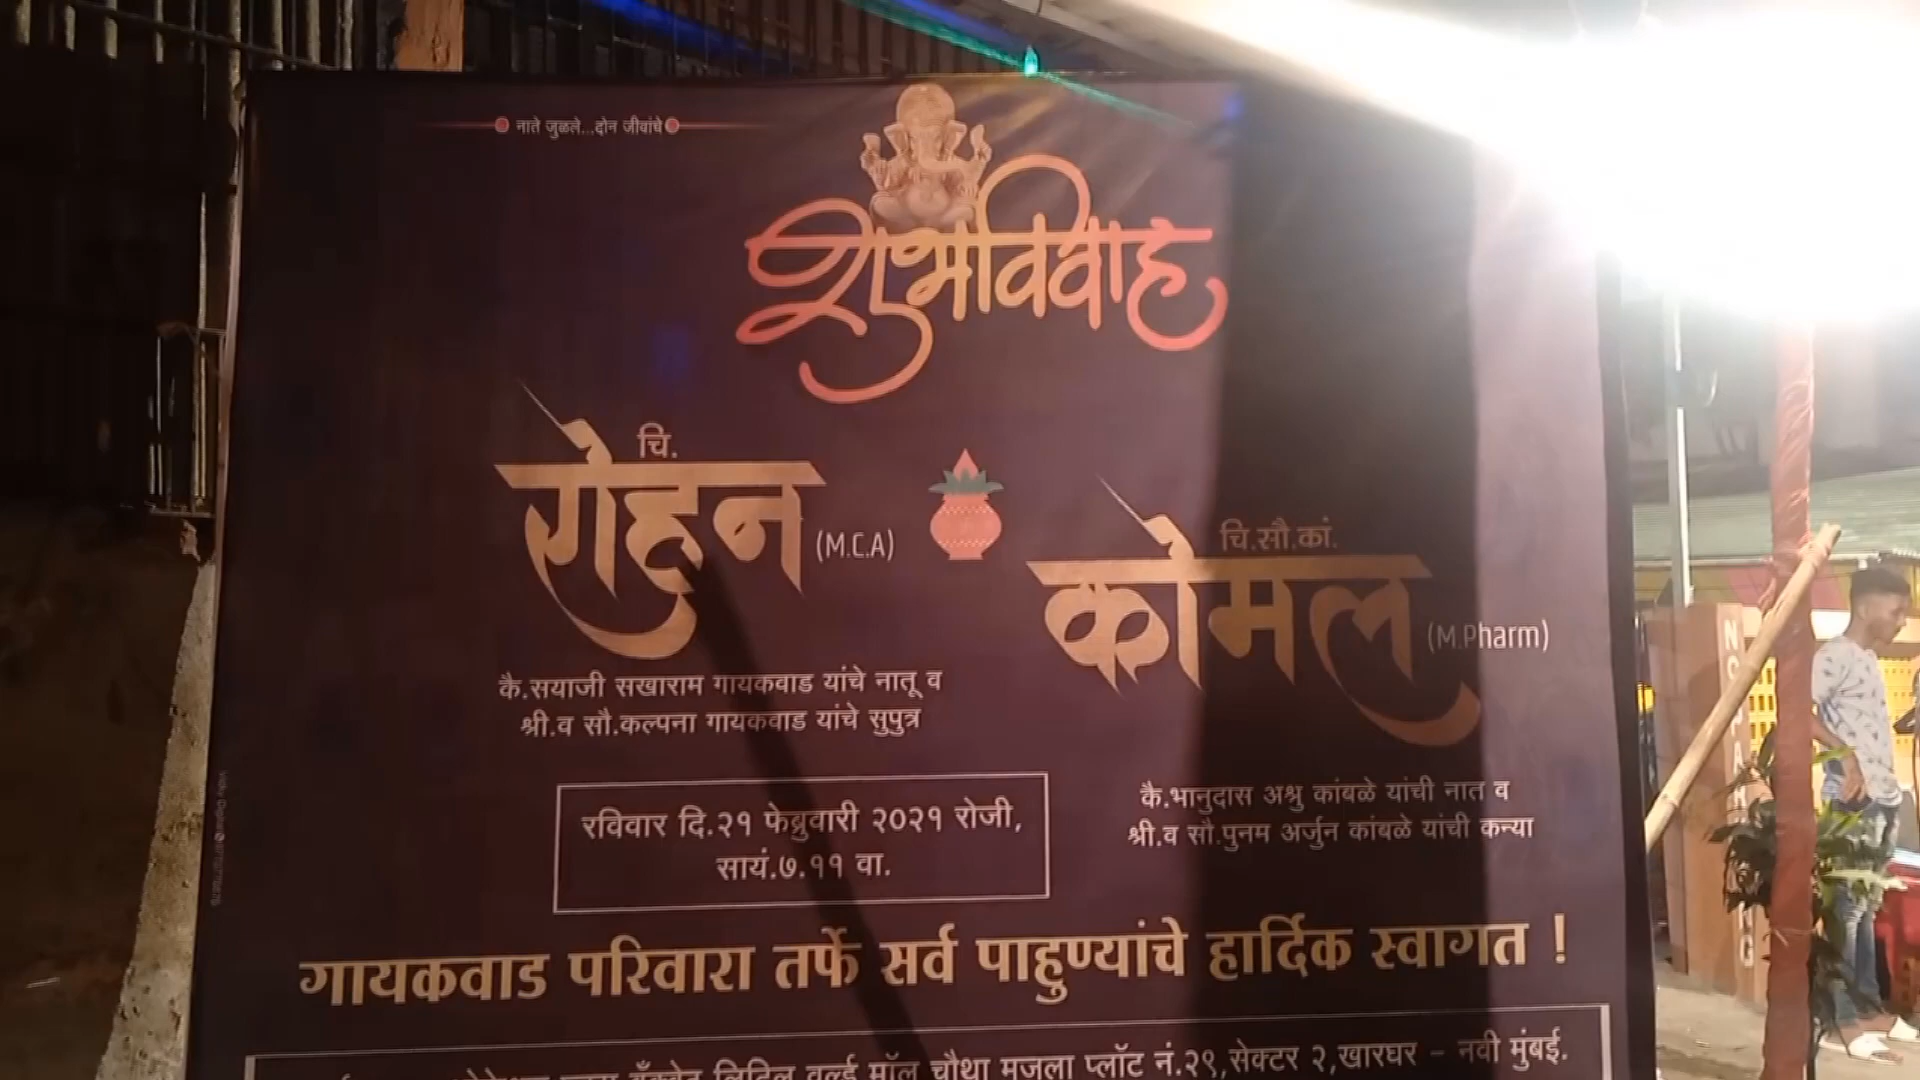 नाते जुळले...दोन जीवांचे
शुभविवाह
चि.
रोहन (M.C.A)
चि.सौ.कां.
कोमल (M.Pharm)
कै.सयाजी सखाराम गायकवाड यांचे नातू व
श्री.व सौ.कल्पना गायकवाड यांचे सुपुत्र
कै.भानुदास अश्रु कांबळे यांची नात व
श्री.व सौ.पुनम अर्जुन कांबळे यांची कन्या
रविवार दि.२१ फेब्रुवारी २०२१ रोजी,
सायं.७.११ वा.
गायकवाड परिवारा तर्फे सर्व पाहुण्यांचे हार्दिक स्वागत !
लिटिल वर्ल्ड मॉल चौथा मजला प्लॉट नं.२९,सेक्टर २,खारघर - नवी मुंबई.